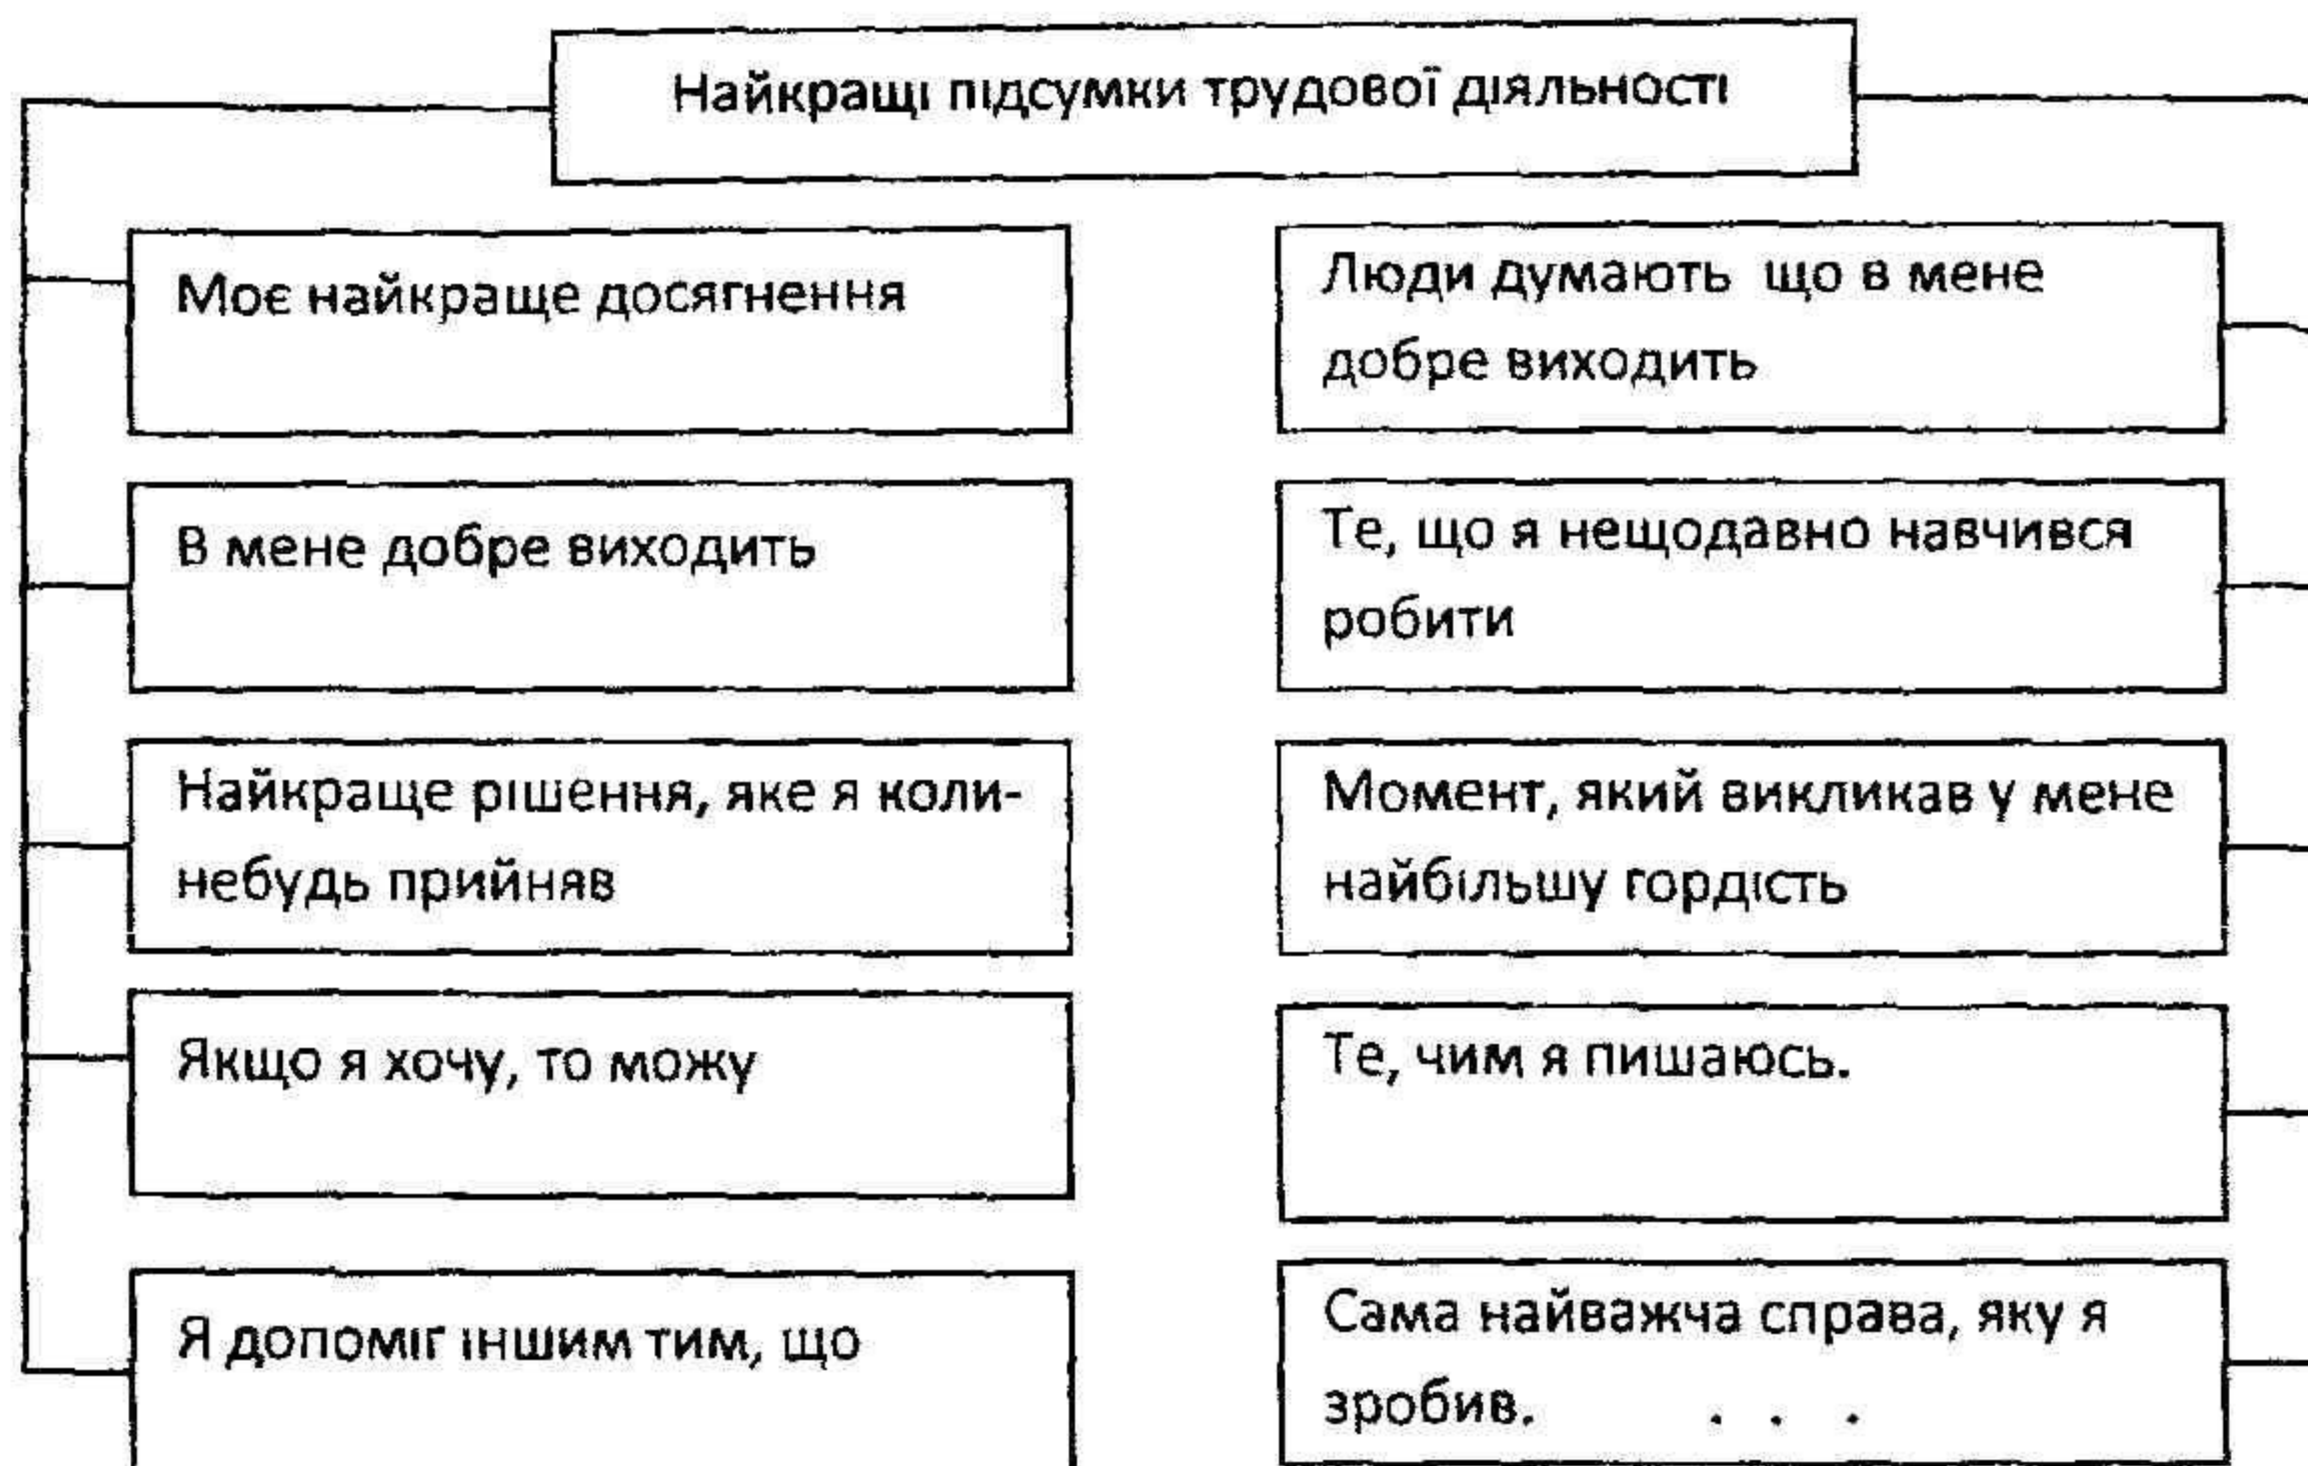 Найкращі підсумки трудової діяльності
Моє найкраще досягнення
В мене добре виходить
Найкраще рішення, яке я коли-
небудь прийняв
Якщо я хочу, то можу
Я допоміг іншим тим, що
Люди думають що в мене
добре виходить
Те, що я нещодавно навчився
робити
Момент, який викликав у мене
найбільшу гордість
Те, чим я пишаюсь.
Сама найважча справа, яку я
зробив. . . .